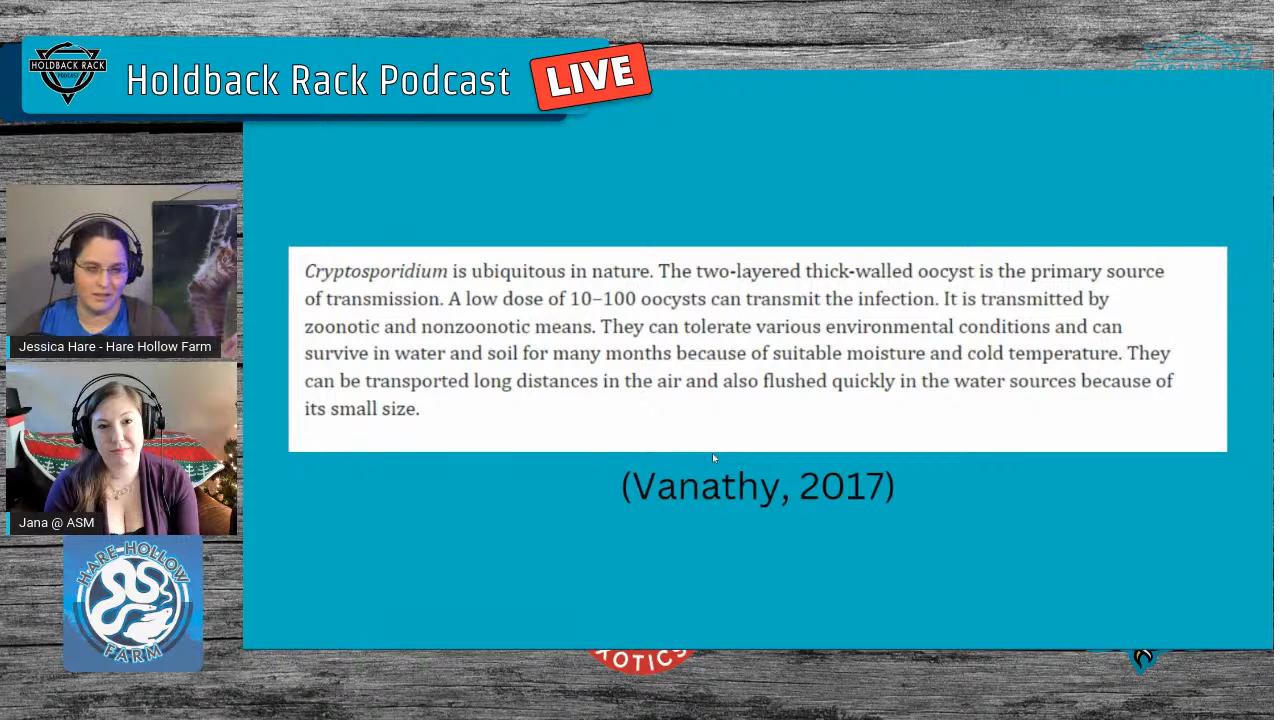 HOLDBACK RACK
PODCAST
Holdback Rack Podcast
LIVE
Cryptosporidium is ubiquitous in nature. The two-layered thick-walled oocyst is the primary source
of transmission. A low dose of 10–100 oocysts can transmit the infection. It is transmitted by
zoonotic and nonzoonotic means. They can tolerate various environmental conditions and can
survive in water and soil for many months because of suitable moisture and cold temperature. They
can be transported long distances in the air and also flushed quickly in the water sources because of
its small size.
(Vanathy, 2017)
Jessica Hare - Hare Hollow Farm
Jana @ ASM
HARE HOLLOW
FARM
XOTICS